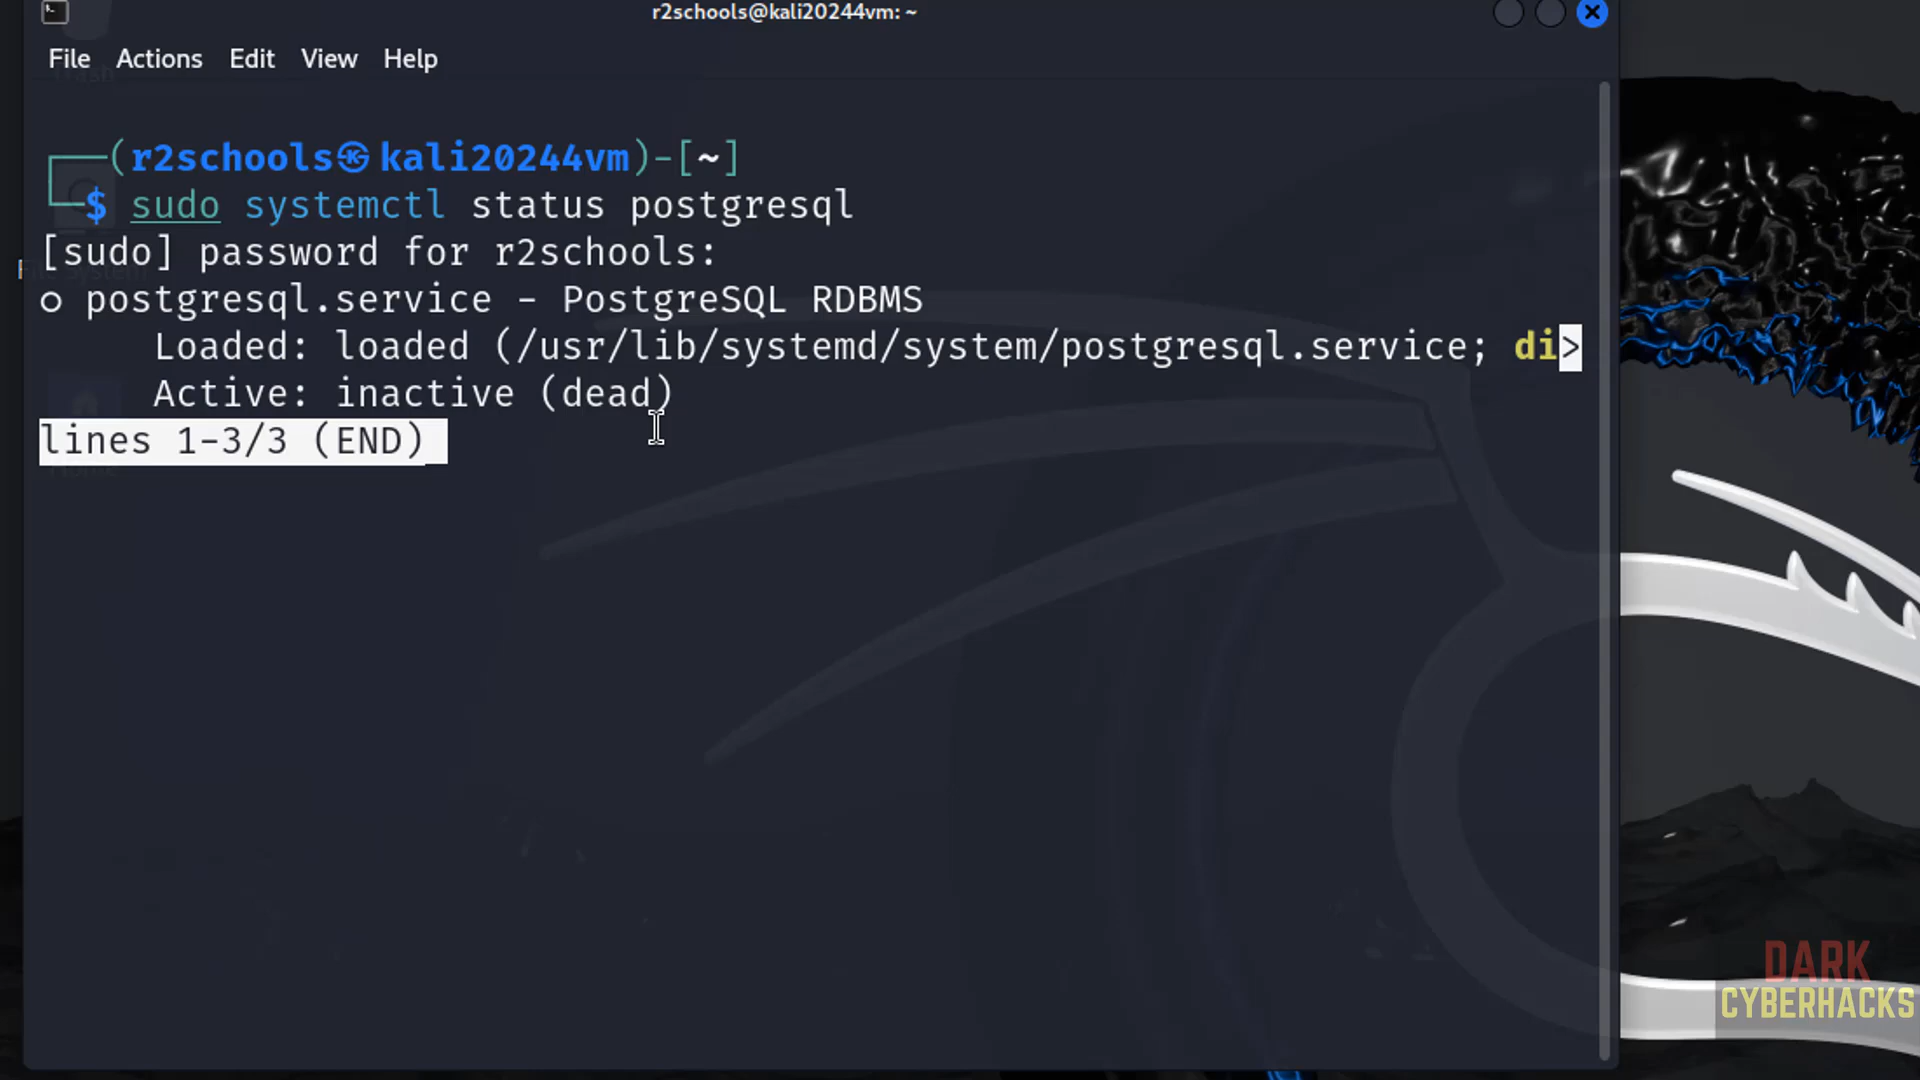 r2schools@kali20244vm: ~
File Actions Edit View Help
(r2schools㉿kali20244vm)-[~]
$ sudo systemctl status postgresql
[sudo] password for r2schools:
○ postgresql.service - PostgreSQL RDBMS
Loaded: loaded (/usr/lib/systemd/system/postgresql.service; di>
Active: inactive (dead)
lines 1-3/3 (END)
DARK
CYBERHACKS